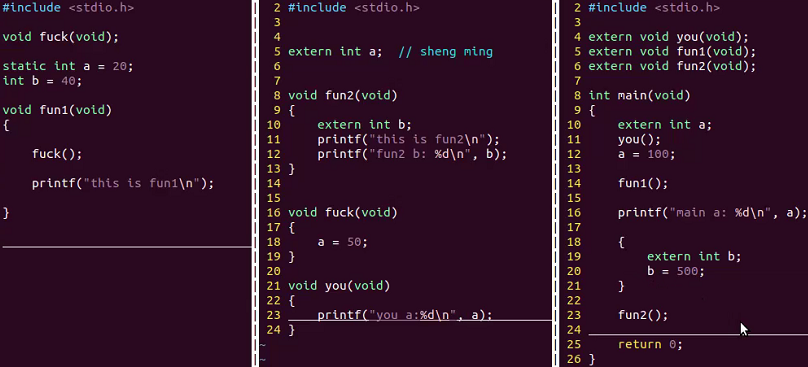 #include <stdio.h>
void fuck(void);
static int a = 20;
int b = 40;
void fun1(void)
{
fuck();
printf("this is fun1\n");
}
2 #include <stdio.h>
3
4
5 extern int a;  // sheng ming
6
7
8 void fun2(void)
9 {
10     extern int b;
11     printf("this is fun2\n");
12     printf("fun2 b: %d\n", b);
13 }
14
15
16 void fuck(void)
17 {
18     a = 50;
19 }
20
21 void you(void)
22 {
23     printf("you a:%d\n", a);
24 }
~
~
2 #include <stdio.h>
3
4 extern void you(void);
5 extern void fun1(void);
6 extern void fun2(void);
7
8 int main(void)
9 {
10     extern int a;
11     you();
12     a = 100;
13
14     fun1();
15
16     printf("main a: %d\n", a);
17
18     {
19         extern int b;
20         b = 500;
21     }
22
23     fun2();
24
25     return 0;
26 }